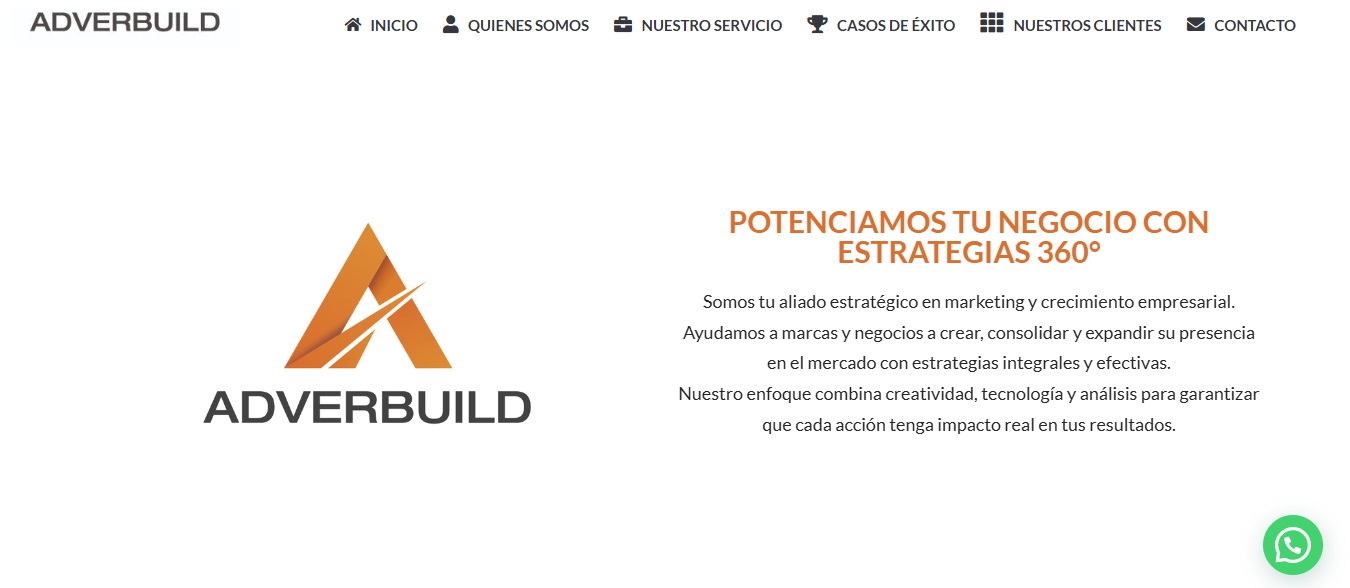 ADVERBUILD
INICIO
QUIENES SOMOS
NUESTRO SERVICIO
CASOS DE ÉXITO
NUESTROS CLIENTES
CONTACTO
ADVERBUILD
POTENCIAMOS TU NEGOCIO CON
ESTRATEGIAS 360°
Somos tu aliado estratégico en marketing y crecimiento empresarial.
Ayudamos a marcas y negocios a crear, consolidar y expandir su presencia
en el mercado con estrategias integrales y efectivas.
Nuestro enfoque combina creatividad, tecnología y análisis para garantizar
que cada acción tenga impacto real en tus resultados.